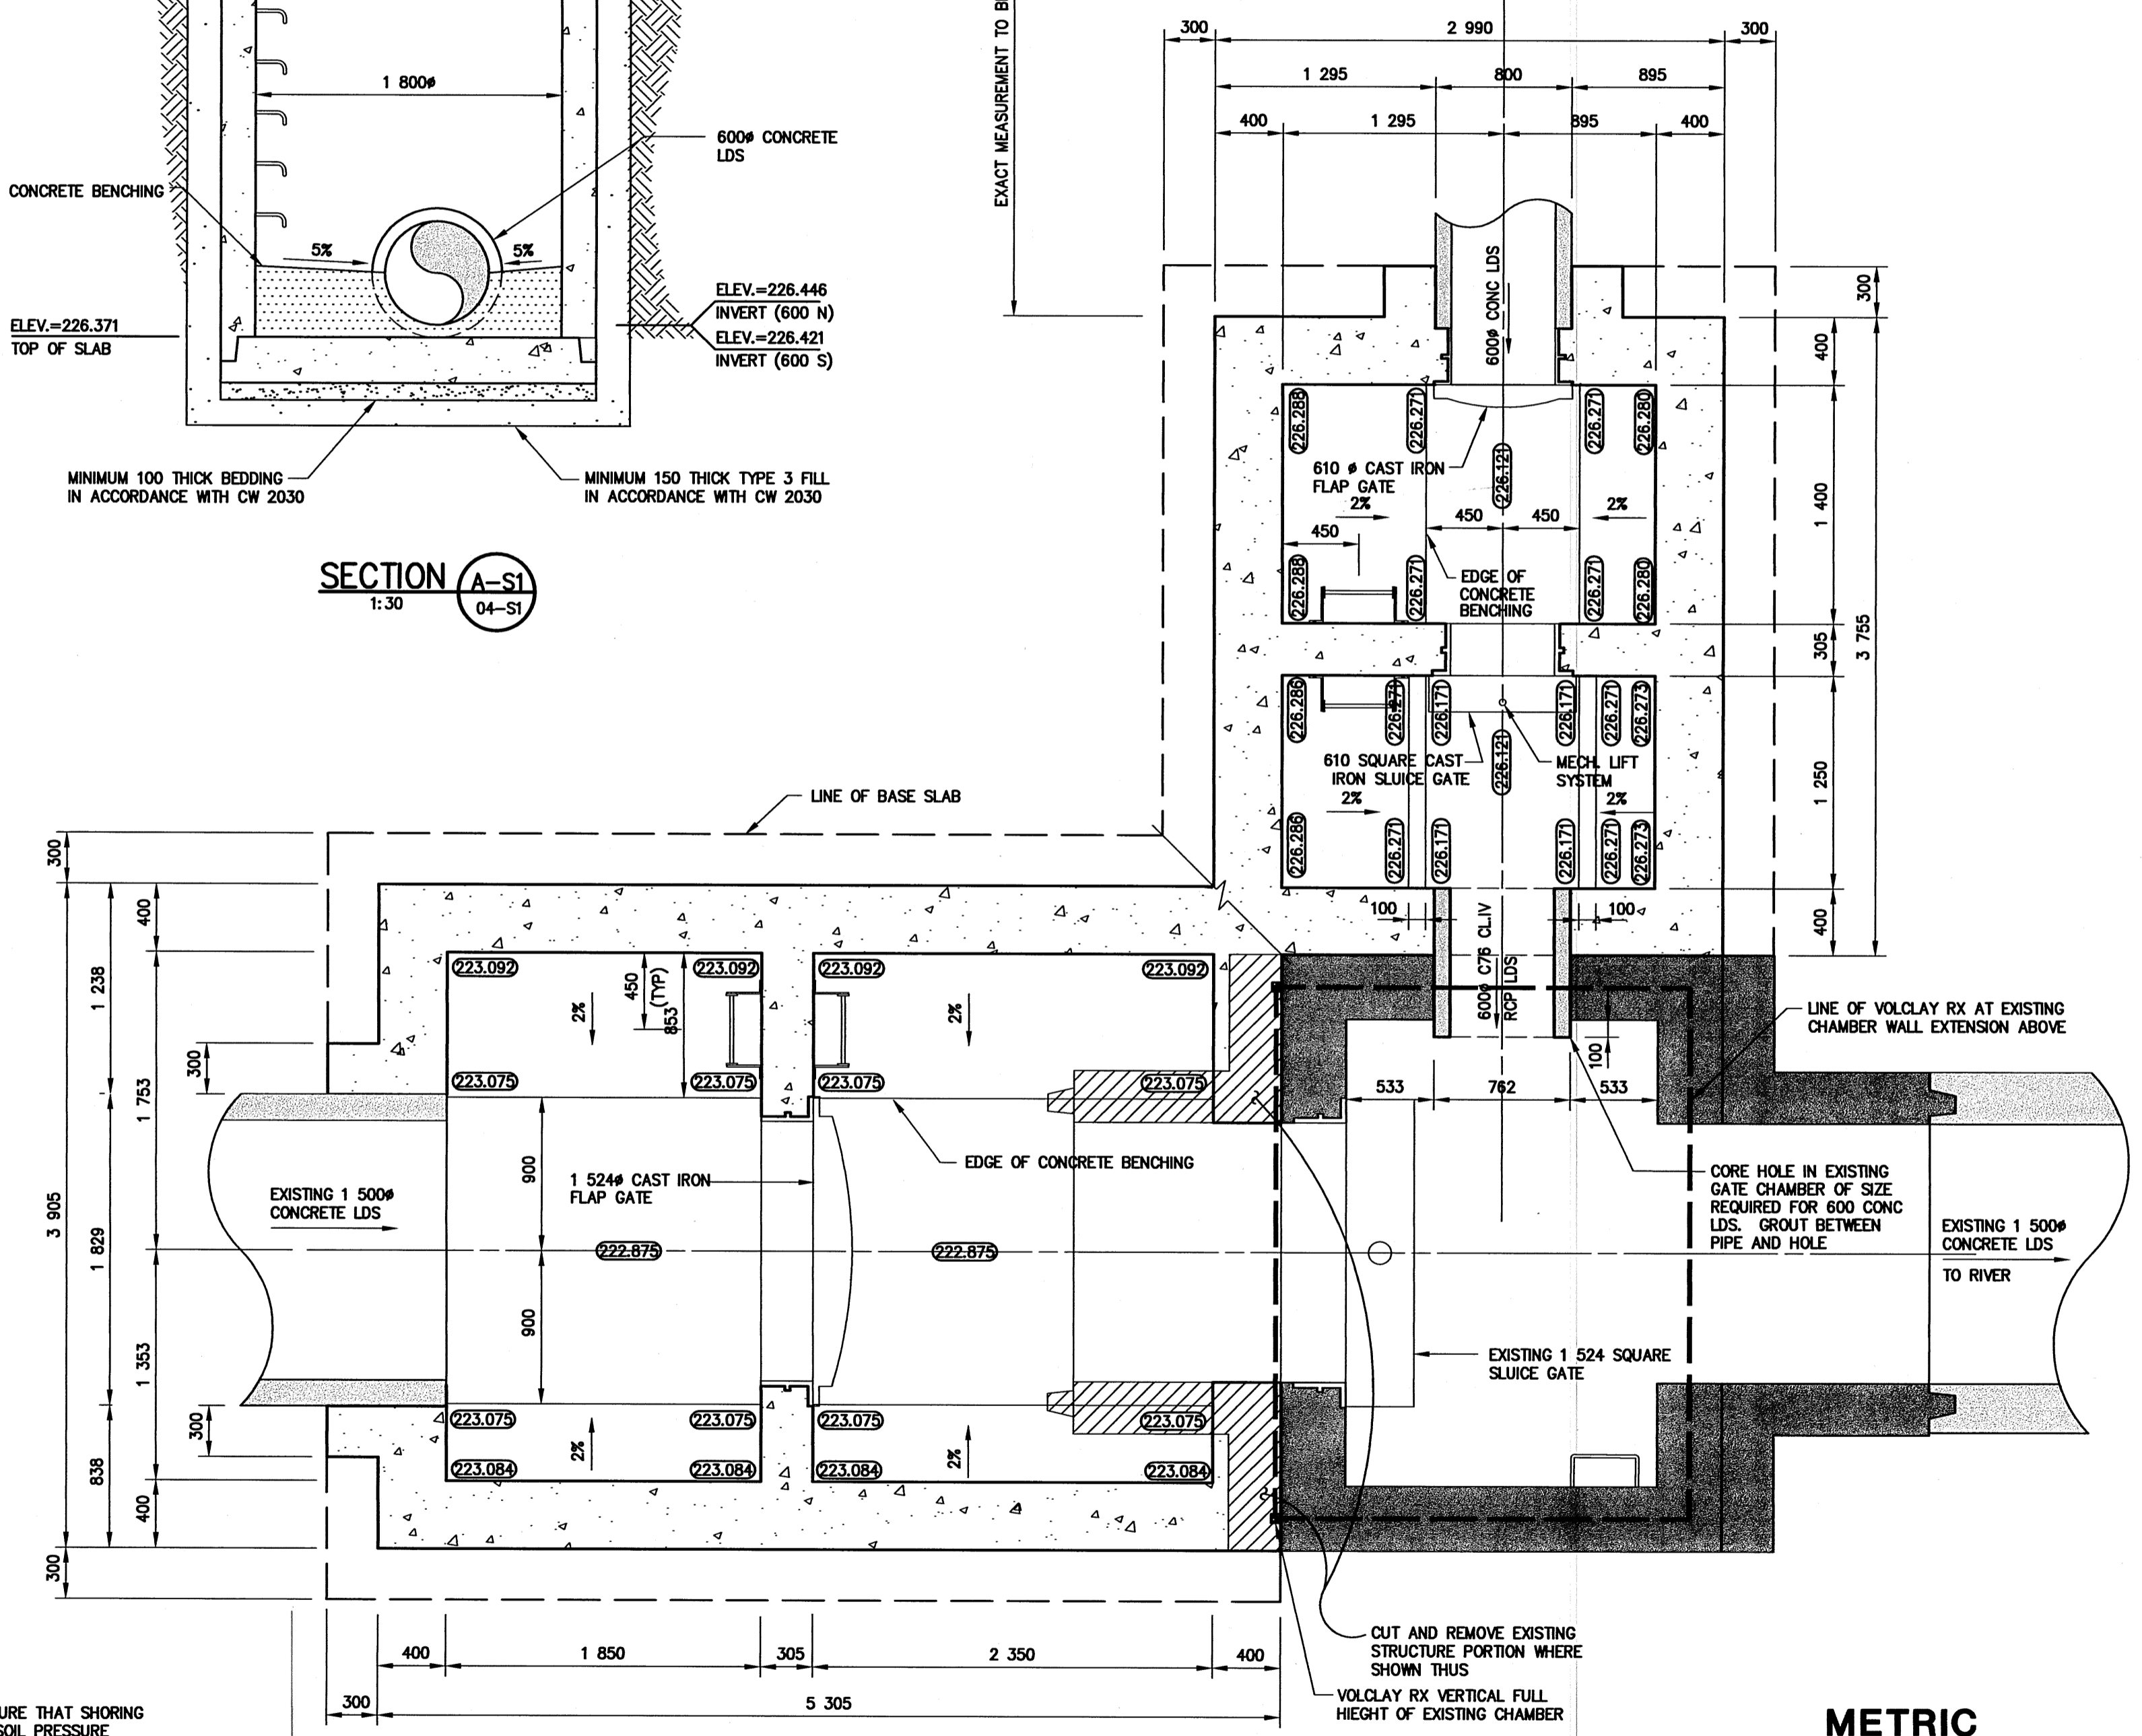 1 800ø
600ø CONCRETE
LDS
CONCRETE BENCHING
5%
5%
ELEV.=226.446
INVERT (600 N)
ELEV.=226.421
INVERT (600 S)
ELEV.=226.371
TOP OF SLAB
MINIMUM 100 THICK BEDDING
IN ACCORDANCE WITH CW 2030
MINIMUM 150 THICK TYPE 3 FILL
IN ACCORDANCE WITH CW 2030
SECTION
1:30
A-S1
04-S1
EXACT MEASUREMENT TO
300
2 990
300
1 295
800
895
400
1 295
895
400
600ø CONC LDS
300
400
1 400
305
3 755
1 250
400
226.288
226.271
226.271
226.280
226.121
610 ø CAST IRON
FLAP GATE
2%
450
450
2%
450
226.288
226.271
226.271
226.280
EDGE OF
CONCRETE
BENCHING
226.286
226.271
226.171
226.171
226.271
226.273
610 SQUARE CAST
IRON SLUICE GATE
226.121
MECH. LIFT
SYSTEM
2%
2%
226.286
226.271
226.171
226.171
226.271
226.273
100
100
600ø C76 CL.IV
RCP LDS
LINE OF BASE SLAB
300
400
1 238
300
1 753
3 905
1 829
1 353
300
838
400
300
223.092
223.092
223.092
223.092
2%
450
(TYP)
853
2%
223.075
223.075
223.075
223.075
LINE OF VOLCLAY RX AT EXISTING
CHAMBER WALL EXTENSION ABOVE
100
533
762
533
EDGE OF CONCRETE BENCHING
900
1 524ø CAST IRON
FLAP GATE
EXISTING 1 500ø
CONCRETE LDS
CORE HOLE IN EXISTING
GATE CHAMBER OF SIZE
REQUIRED FOR 600 CONC
LDS. GROUT BETWEEN
PIPE AND HOLE
EXISTING 1 500ø
CONCRETE LDS
TO RIVER
222.875
222.875
900
EXISTING 1 524 SQUARE
SLUICE GATE
223.075
223.075
223.075
223.075
2%
2%
223.084
223.084
223.084
223.084
400
1 850
305
2 350
400
300
5 305
CUT AND REMOVE EXISTING
STRUCTURE PORTION WHERE
SHOWN THUS
VOLCLAY RX VERTICAL FULL
HIEGHT OF EXISTING CHAMBER
URE THAT SHORING
SOIL PRESSURE
METRIC